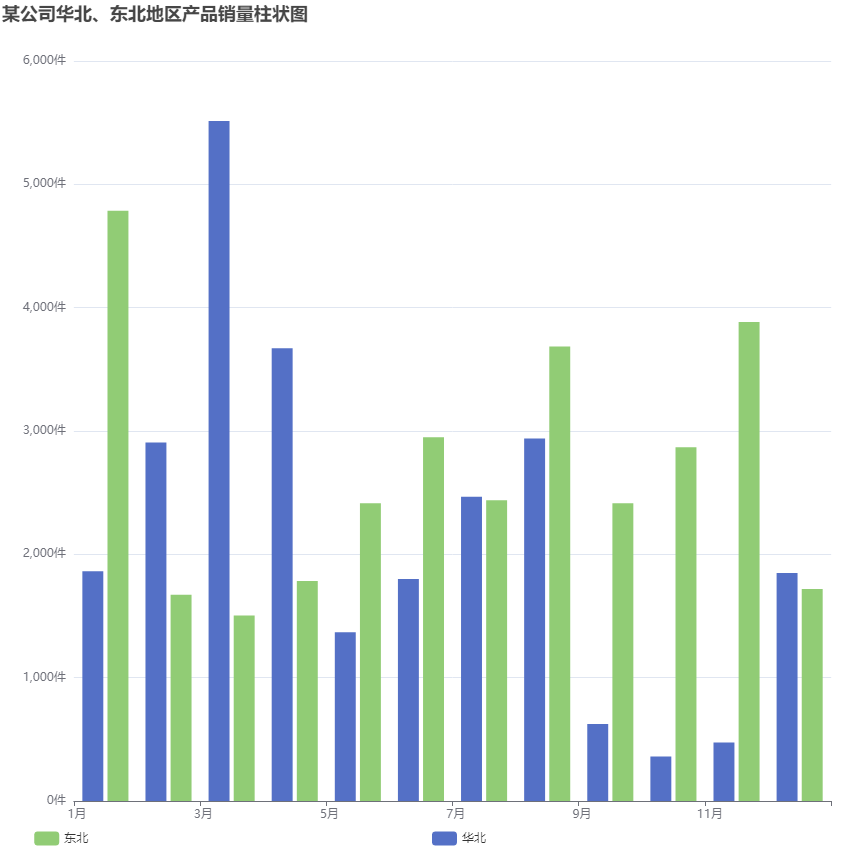 某公司华北、东北地区产品销量柱状图
6,000件
5,000件
4,000件
3,000件
2,000件
1,000件
0件
1月 3月 5月 7月 9月 11月
东北 华北